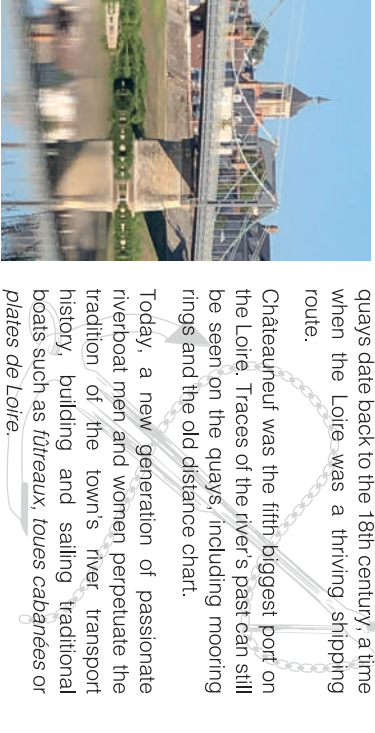 quays date back to the 18th century, a time
when the Loire was a thriving shipping
route.
Châteauneuf was the fifth biggest port on
the Loire. Traces of the river's past can still
be seen on the quays, including mooring
rings and the old distance chart.
Today, a new generation of passionate
riverboat men and women perpetuate the
tradition of the town's river transport
history, building and sailing traditional
boats such as fûtreaux, toues cabanées or
plates de Loire.